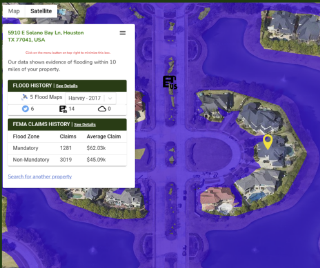 Map Satellite
5910 E Salano Bay Ln, Houston
TX 77041, USA
Click on the menu button on top right to minimize this box.
Our data shows evidence of flooding within 10
miles of your property.
FLOOD HISTORY | See Details
5 Flood Maps Harvey - 2017
6 14 0
FEMA CLAIMS HISTORY | See Details
Flood Zone Claims Average Claim
Mandatory 1281 $62.03k
Non-Mandatory 3019 $45.09k
Search for another property